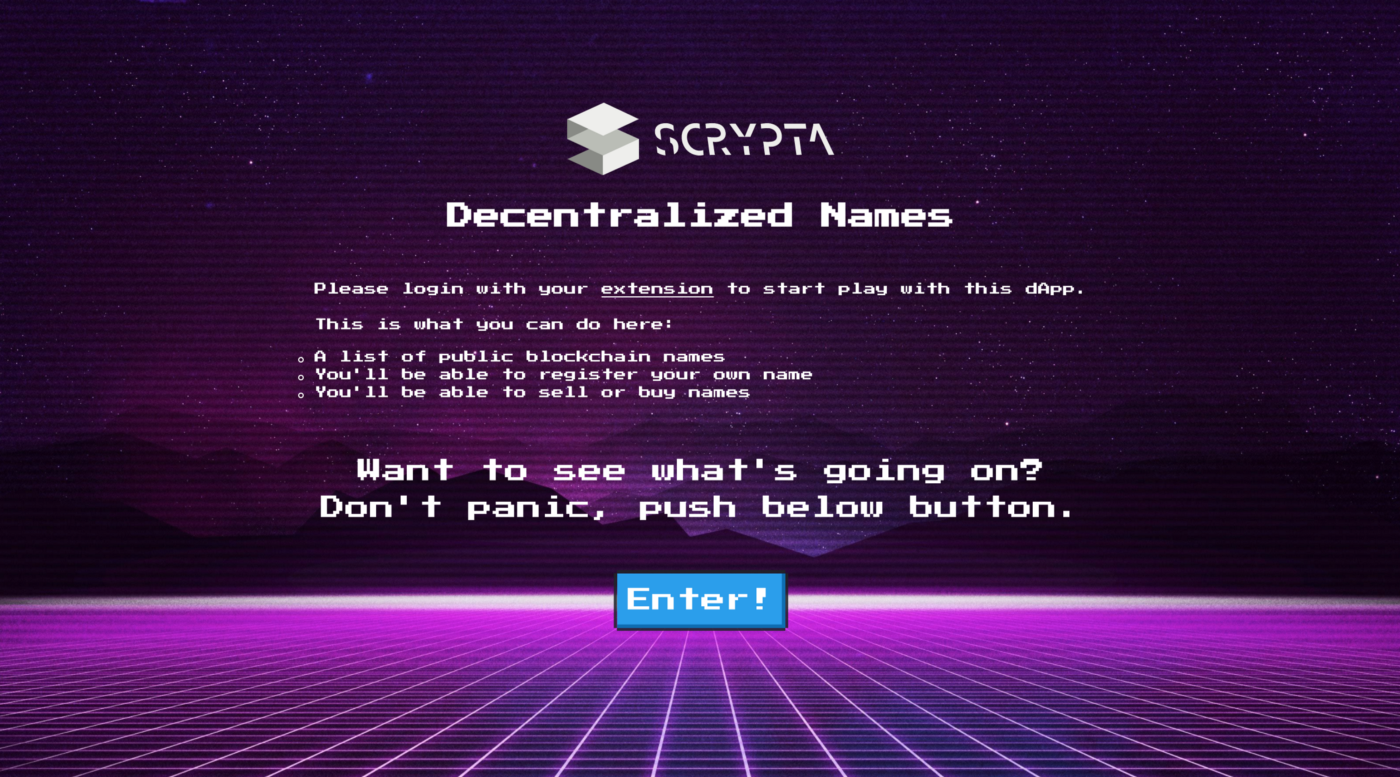 SCRYPTA
Decentralized Names
Please login with your extension to start play with this dApp.
This is what you can do here:
A list of public blockchain names
You'll be able to register your own name
You'll be able to sell or buy names
Want to see what's going on?
Don't panic, push below button.
Enter!